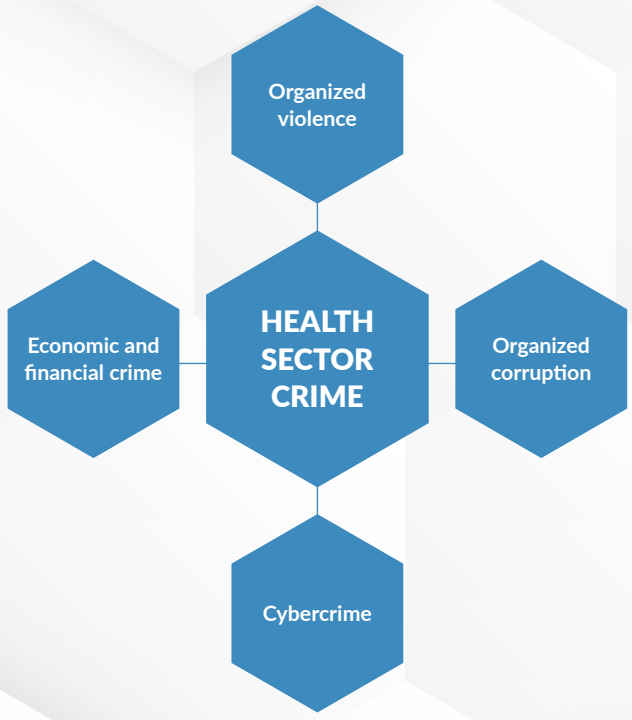 Organized
violence
HEALTH
SECTOR
CRIME
Economic and
financial crime
Organized
corruption
Cybercrime